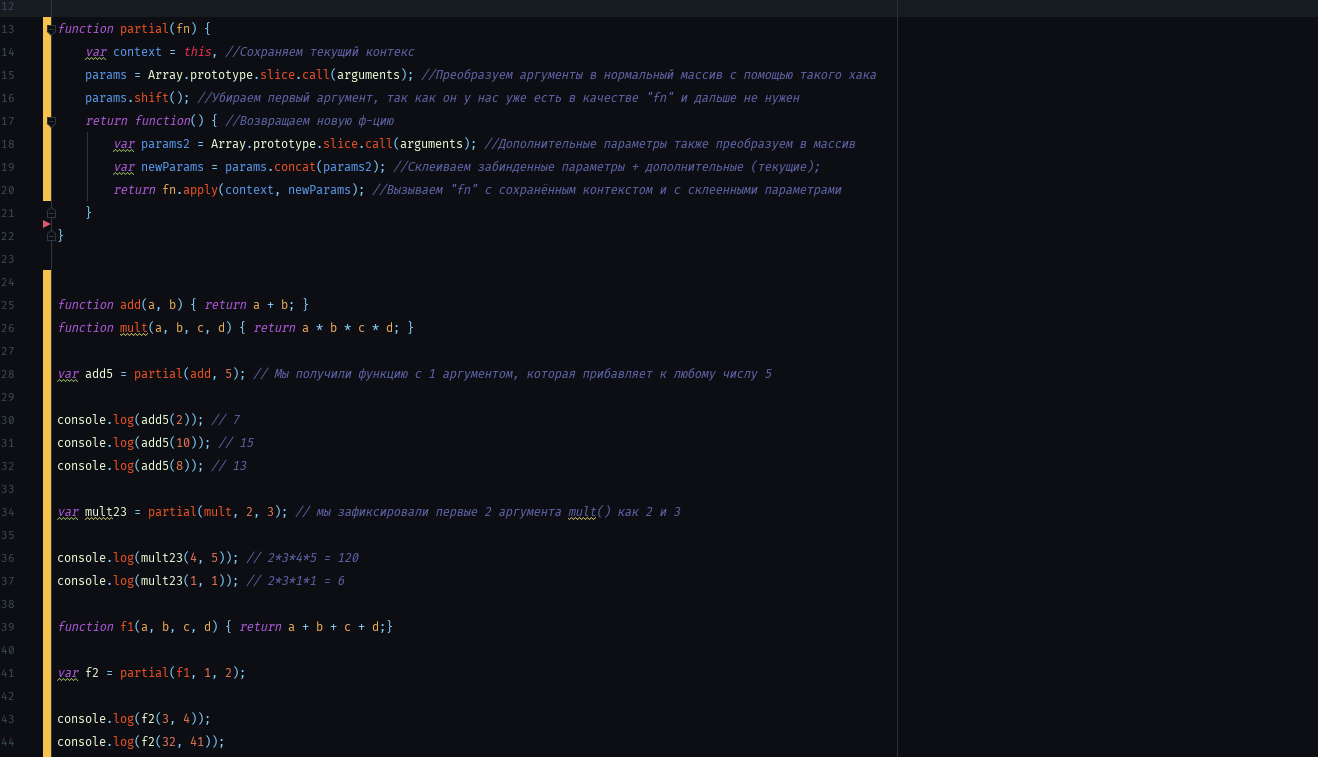 12
13 function partial(fn) {
14 var context = this, //Сохраняем текущий контекс
15 params = Array.prototype.slice.call(arguments); //Преобразуем аргументы в нормальный массив с помощью такого хака
16 params.shift(); //Убираем первый аргумент, так как он у нас уже есть в качестве "fn" и дальше не нужен
17 return function() { //Возвращаем новую ф-цию
18 var params2 = Array.prototype.slice.call(arguments); //Дополнительные параметры также преобразуем в массив
19 var newParams = params.concat(params2); //Склеиваем забинденные параметры + дополнительные (текущие);
20 return fn.apply(context, newParams); //Вызываем "fn" с сохранённым контекстом и с склеенными параметрами
21 }
22 }
23
24
25 function add(a, b) { return a + b; }
26 function mult(a, b, c, d) { return a * b * c * d; }
27
28 var add5 = partial(add, 5); // Мы получили функцию с 1 аргументом, которая прибавляет к любому числу 5
29
30 console.log(add5(2)); // 7
31 console.log(add5(10)); // 15
32 console.log(add5(8)); // 13
33
34 var mult23 = partial(mult, 2, 3); // мы зафиксировали первые 2 аргумента mult() как 2 и 3
35
36 console.log(mult23(4, 5)); // 2*3*4*5 = 120
37 console.log(mult23(1, 1)); // 2*3*1*1 = 6
38
39 function f1(a, b, c, d) { return a + b + c + d;}
40
41 var f2 = partial(f1, 1, 2);
42
43 console.log(f2(3, 4));
44 console.log(f2(32, 41));